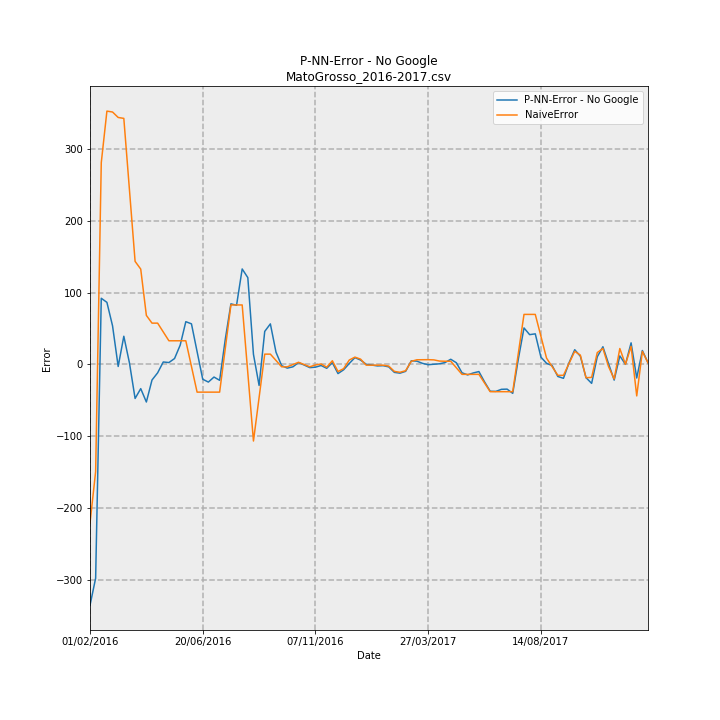 P-NN-Error - No Google
MatoGrosso_2016-2017.csv
P-NN-Error - No Google
NaiveError
300
200
100
0
−100
−200
−300
Error
01/02/2016 20/06/2016 07/11/2016 27/03/2017 14/08/2017
Date